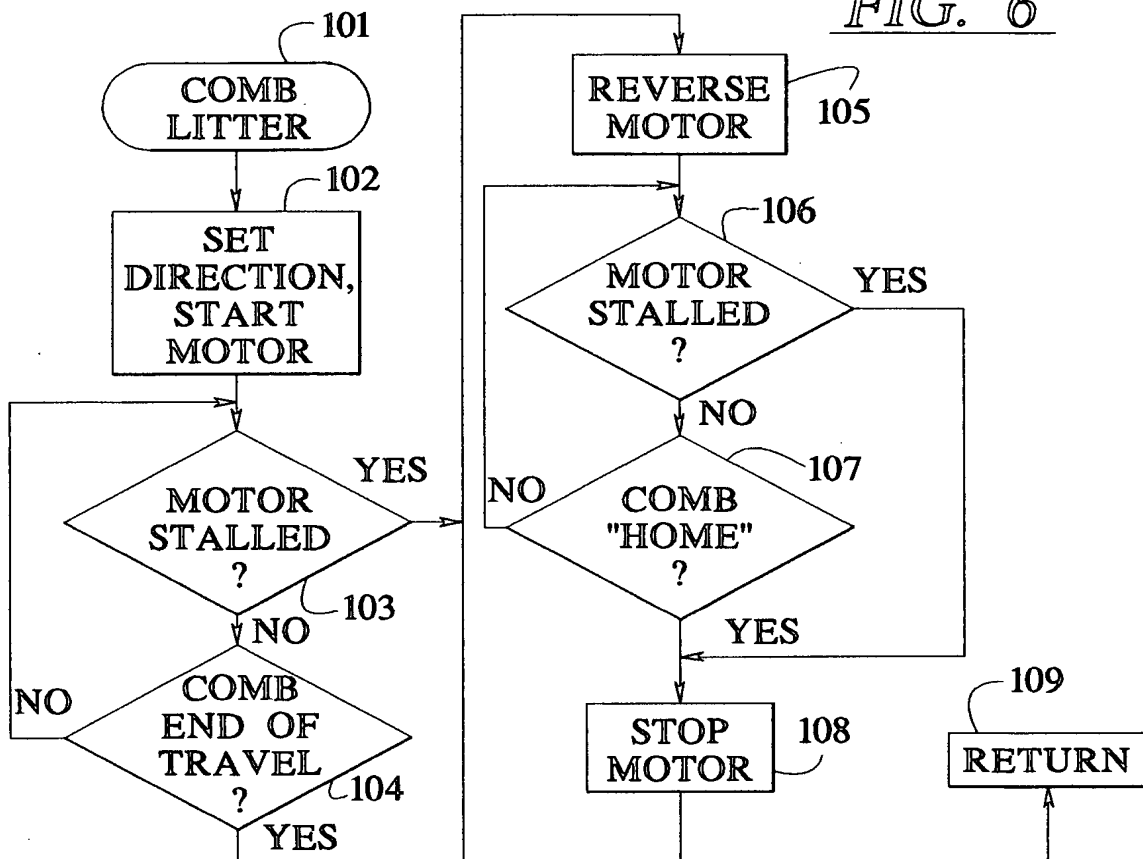 FIG. 6
101
COMB
LITTER
102
SET
DIRECTION,
START
MOTOR
MOTOR
STALLED
?
YES
103
NO
COMB
END OF
TRAVEL
?
NO
104
YES
REVERSE
MOTOR
105
106
MOTOR
STALLED
?
YES
NO
107
COMB
"HOME"
?
NO
YES
STOP
MOTOR
108
109
RETURN